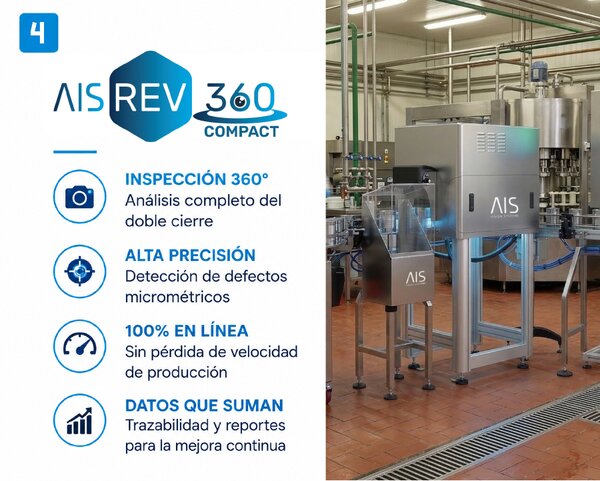 4
AIS REV 360
COMPACT
INSPECCIÓN 360°
Análisis completo del
doble cierre
ALTA PRECISIÓN
Detección de defectos
micrométricos
100% EN LÍNEA
Sin pérdida de velocidad
de producción
DATOS QUE SUMAN
Trazabilidad y reportes
para la mejora continua
AIS
VISION SYSTEMS
AIS